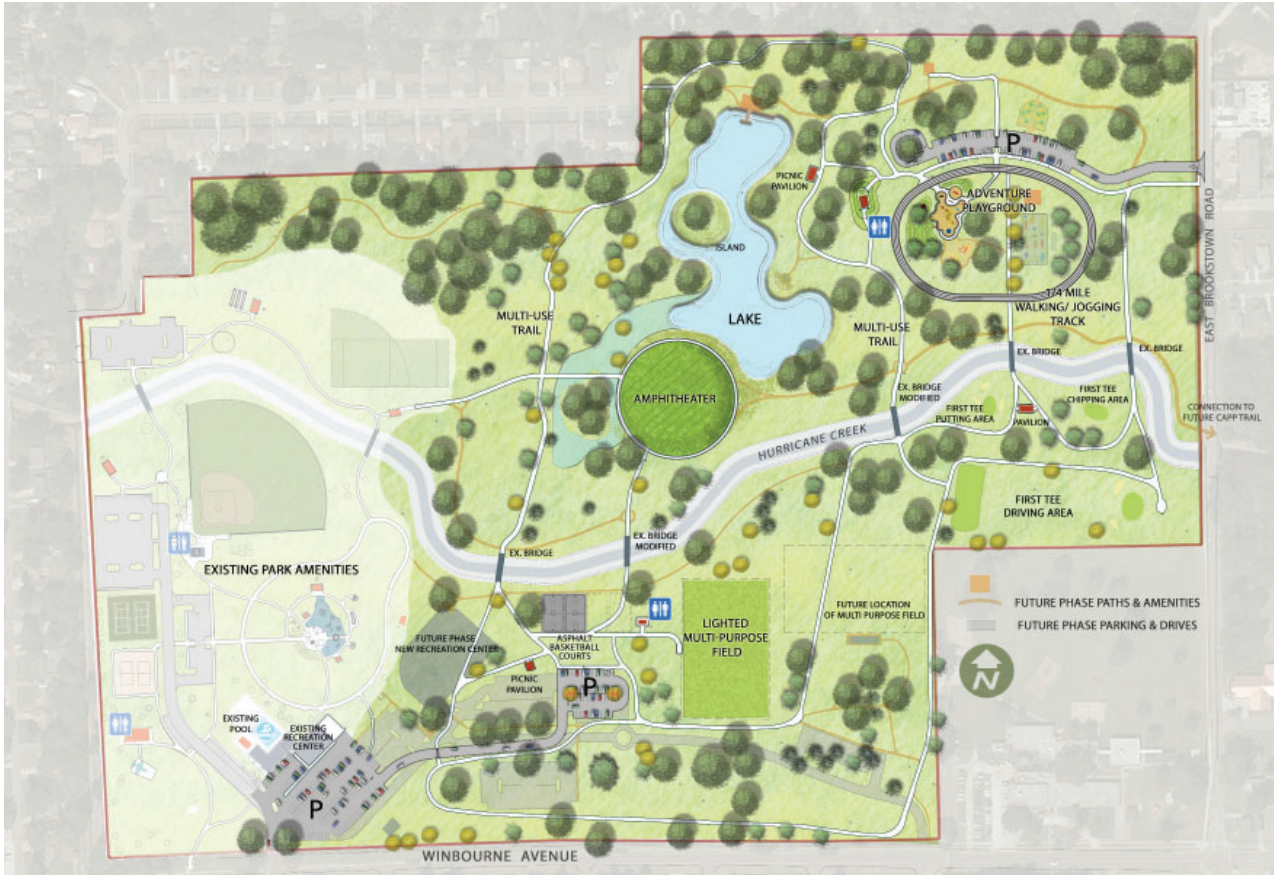 P
PICNIC
PAVILION
ADVENTURE
PLAYGROUND
EAST BROOKSTOWN ROAD
ISLAND
LAKE
MULTI-USE
TRAIL
MULTI-USE
TRAIL
1/4 MILE
WALKING/ JOGGING
TRACK
EX. BRIDGE
EX. BRIDGE
EX. BRIDGE
MODIFIED
AMPHITHEATER
FIRST TEE
PUTTING AREA
PAVILION
FIRST TEE
CHIPPING AREA
CONNECTION TO
FUTURE CAPP TRAIL
HURRICANE CREEK
FIRST TEE
DRIVING AREA
EX. BRIDGE
EX. BRIDGE
MODIFIED
EXISTING PARK AMENITIES
FUTURE PHASE
NEW RECREATION CENTER
ASPHALT
BASKETBALL
COURTS
LIGHTED
MULTI-PURPOSE
FIELD
FUTURE LOCATION
OF MULTI PURPOSE FIELD
FUTURE PHASE PATHS & AMENITIES
FUTURE PHASE PARKING & DRIVES
N
PICNIC
PAVILION
P
EXISTING
POOL
EXISTING
RECREATION
CENTER
P
WINBOURNE AVENUE